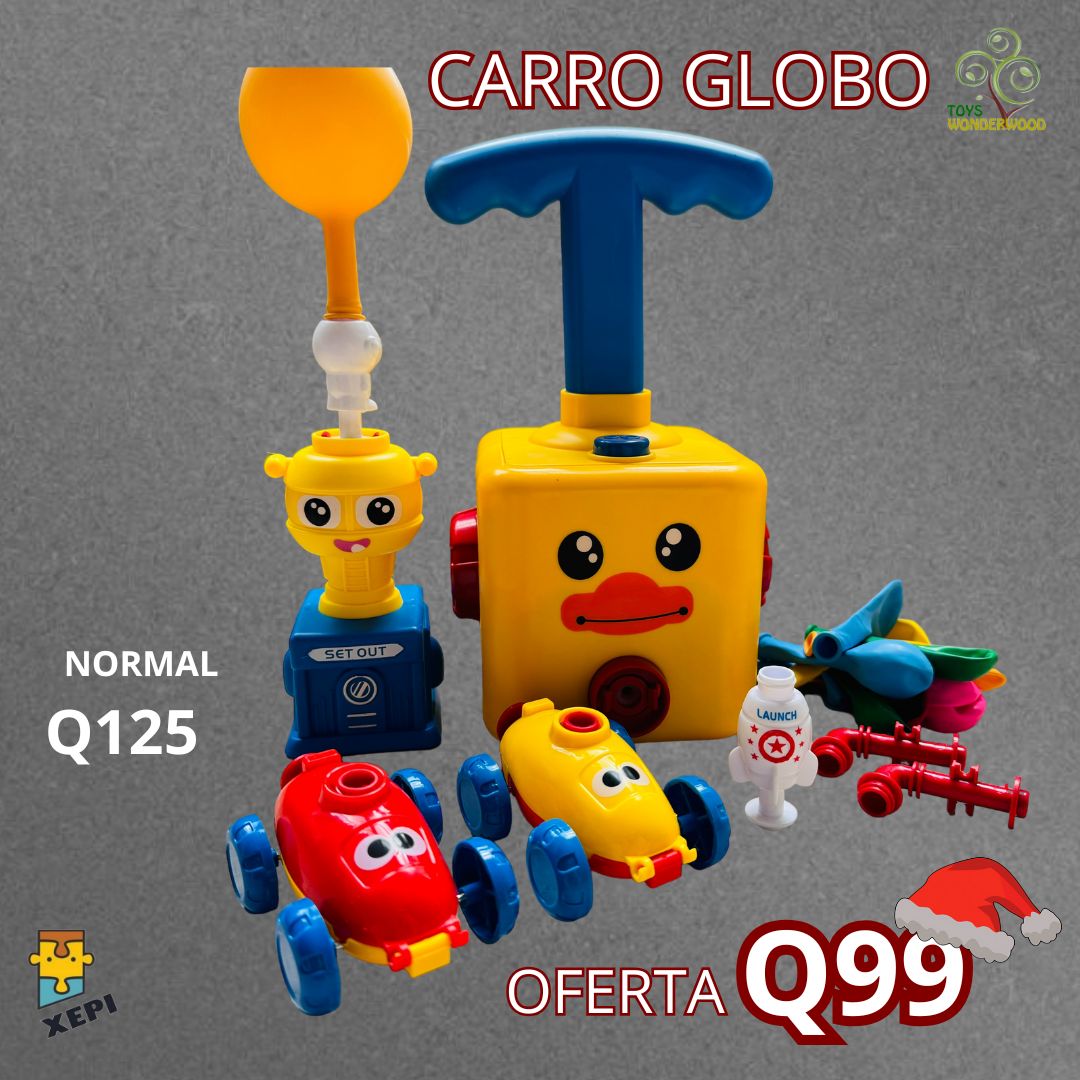 CARRO GLOBO
TOYS
WONDERWOOD
SET OUT
LAUNCH
NORMAL
Q125
OFERTA Q99
XEPI